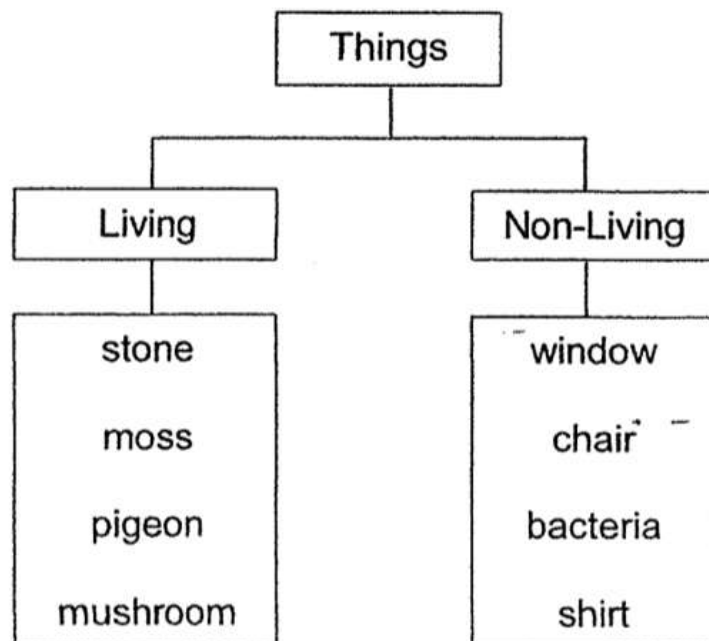 Things
Living
Non-Living
stone
moss
pigeon
mushroom
window
chair
bacteria
shirt